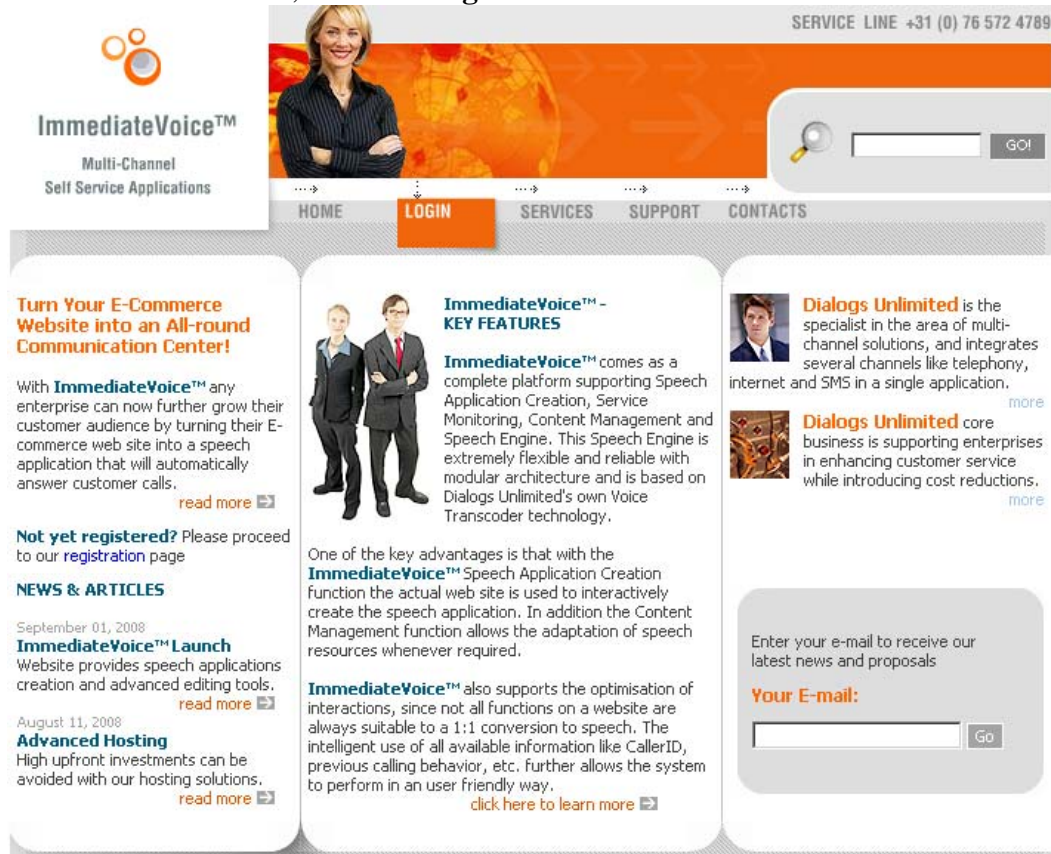 SERVICE LINE +31 (0) 76 572 4789
ImmediateVoice™
Multi-Channel
Self Service Applications
GO!
HOME LOGIN SERVICES SUPPORT CONTACTS
Turn Your E-Commerce
Website into an All-round
Communication Center!
With ImmediateVoice™ any
enterprise can now further grow their
customer audience by turning their E-
commerce web site into a speech
application that will automatically
answer customer calls.
read more
Not yet registered? Please proceed
to our registration page
NEWS & ARTICLES
September 01, 2008
ImmediateVoice™ Launch
Website provides speech applications
creation and advanced editing tools.
read more
August 11, 2008
Advanced Hosting
High upfront investments can be
avoided with our hosting solutions.
read more
ImmediateVoice™ -
KEY FEATURES
ImmediateVoice™ comes as a
complete platform supporting Speech
Application Creation, Service
Monitoring, Content Management and
Speech Engine. This Speech Engine is
extremely flexible and reliable with
modular architecture and is based on
Dialogs Unlimited's own Voice
Transcoder technology.
One of the key advantages is that with the
ImmediateVoice™ Speech Application Creation
function the actual web site is used to interactively
create the speech application. In addition the Content
Management function allows the adaptation of speech
resources whenever required.
ImmediateVoice™ also supports the optimisation of
interactions, since not all functions on a website are
always suitable to a 1:1 conversion to speech. The
intelligent use of all available information like CallerID,
previous calling behavior, etc. further allows the system
to perform in an user friendly way.
click here to learn more
Dialogs Unlimited is the
specialist in the area of multi-
channel solutions, and integrates
several channels like telephony,
internet and SMS in a single application.
more
Dialogs Unlimited core
business is supporting enterprises
in enhancing customer service
while introducing cost reductions.
more
Enter your e-mail to receive our
latest news and proposals
Your E-mail:
Go